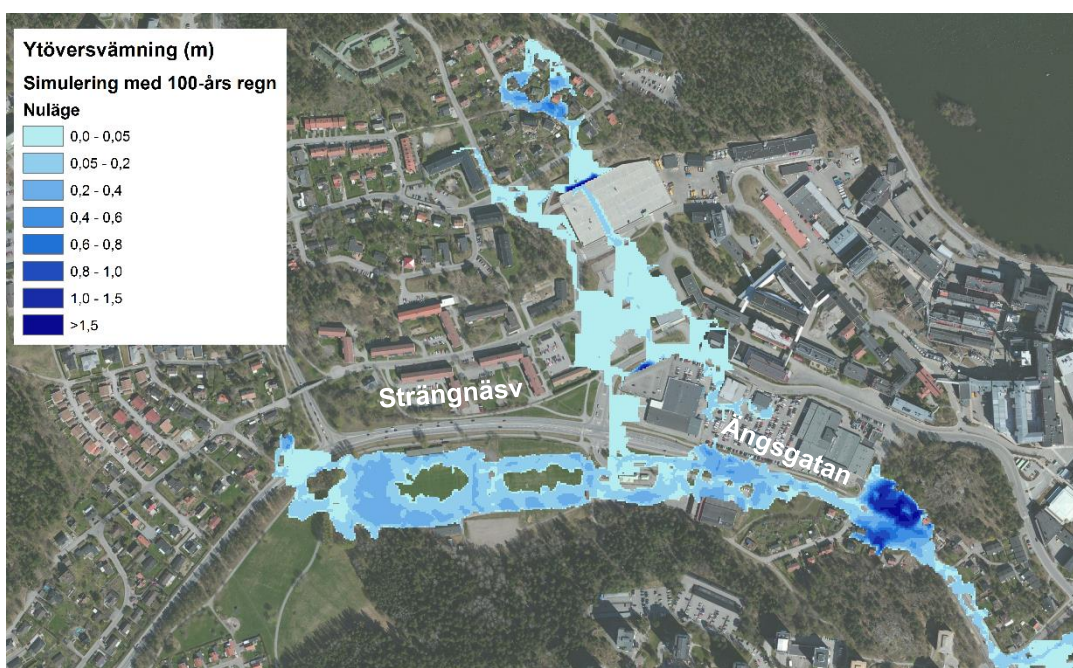 Ytöversvämning (m)
Simulering med 100-års regn
Nuläge
0,0 - 0,05
0,05 - 0,2
0,2 - 0,4
0,4 - 0,6
0,6 - 0,8
0,8 - 1,0
1,0 - 1,5
>1,5
Strängnäsv
Ängsgatan